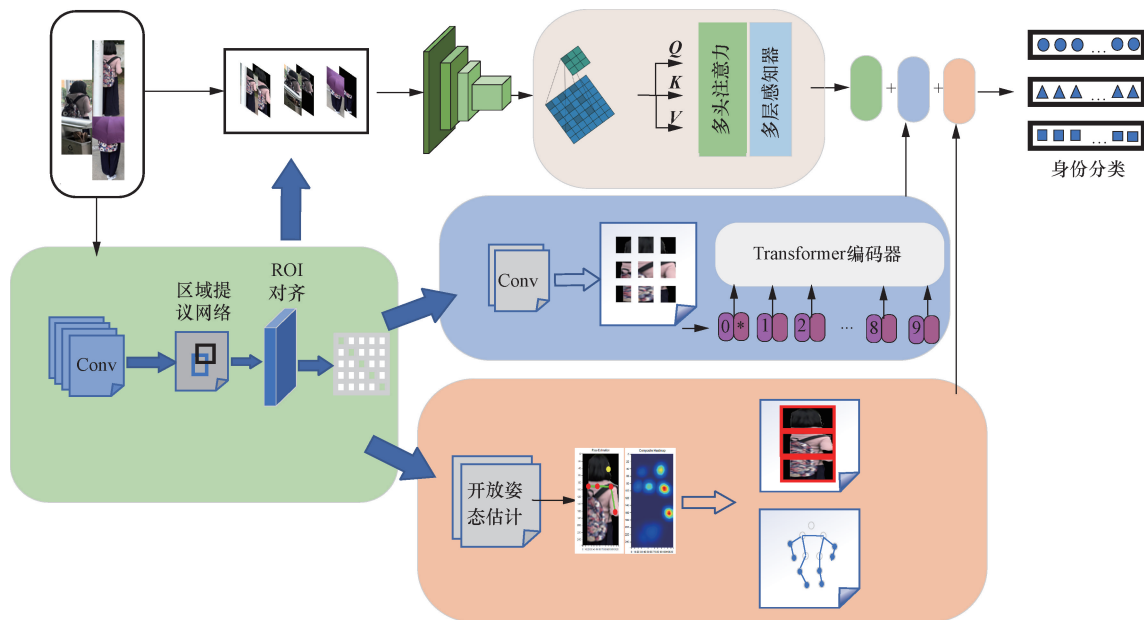 Q
K
V
多头注意力
多层感知器
+
+
...
...
...
身份分类
ROI
对齐
区域提
议网络
Conv
Conv
Transformer编码器
0 * 1 2 ... 8 9
开放姿
态估计